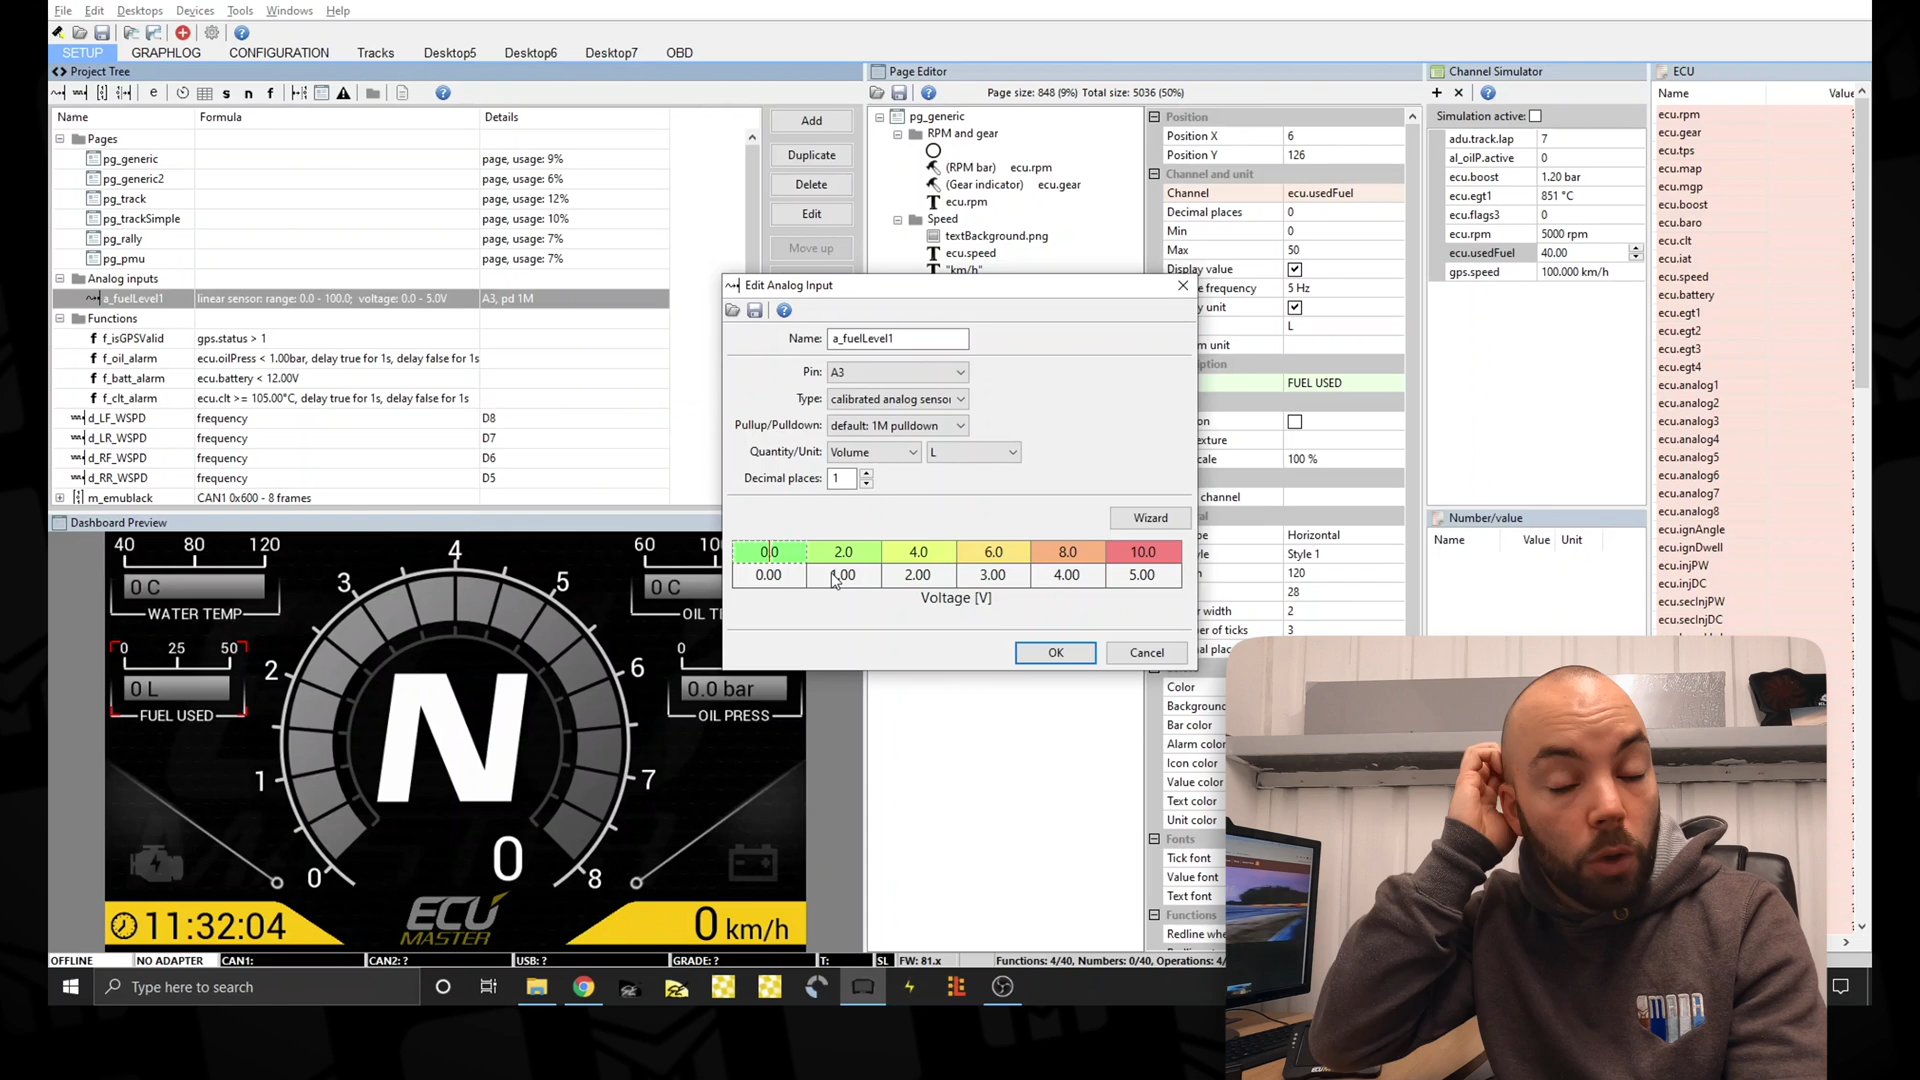 File Edit Desktops Devices Tools Windows Help
SETUP GRAPHLOG CONFIGURATION Tracks Desktop5 Desktop6 Desktop7 OBD
Project Tree
e s n f
Name Formula Details
Pages
pg_generic page, usage: 9%
pg_generic2 page, usage: 6%
pg_track page, usage: 12%
pg_trackSimple page, usage: 10%
pg_rally page, usage: 7%
pg_pmu page, usage: 7%
Analog inputs
a_fuelLevel1 linear sensor: range: 0.0 - 100.0; voltage: 0.0 - 5.0V A3, pd 1M
Functions
f f_isGPSValid gps.status > 1
f f_oil_alarm ecu.oilPress < 1.00bar, delay true for 1s, delay false for 1s
f f_batt_alarm ecu.battery < 12.00V
f f_clt_alarm ecu.clt >= 105.00°C, delay true for 1s, delay false for 1s
d_LF_WSPD frequency D8
d_LR_WSPD frequency D7
d_RF_WSPD frequency D6
d_RR_WSPD frequency D5
m_emublack CAN1 0x600 - 8 frames
Add
Duplicate
Delete
Edit
Move up
Page Editor
Page size: 848 (9%) Total size: 5036 (50%)
pg_generic
RPM and gear
(RPM bar) ecu.rpm
(Gear indicator) ecu.gear
T ecu.rpm
Speed
textBackground.png
T ecu.speed
T "km/h"
Position
Position X 6
Position Y 126
Channel and unit
Channel ecu.usedFuel
Decimal places 0
Min 0
Max 50
Display value
frequency 5 Hz
unit
L
unit
FUEL USED
100 %
channel
Horizontal
Style 1
120
28
width 2
of ticks 3
Color
Background
Bar color
Alarm color
Icon color
Value color
Text color
Unit color
Fonts
Tick font
Value font
Text font
Functions
Channel Simulator
Simulation active:
adu.track.lap 7
al_oilP.active 0
ecu.boost 1.20 bar
ecu.egt1 851 °C
ecu.flags3 0
ecu.rpm 5000 rpm
ecu.usedFuel 40.00
gps.speed 100.000 km/h
Number/value
Name Value Unit
ECU
Name Value
ecu.rpm ?
ecu.gear ?
ecu.tps ?
ecu.map ?
ecu.mgp ?
ecu.boost ?
ecu.baro ?
ecu.clt ?
ecu.iat ?
ecu.speed ?
ecu.battery ?
ecu.egt1 ?
ecu.egt2 ?
ecu.egt3 ?
ecu.egt4 ?
ecu.analog1 ?
ecu.analog2 ?
ecu.analog3 ?
ecu.analog4 ?
ecu.analog5 ?
ecu.analog6 ?
ecu.analog7 ?
ecu.analog8 ?
ecu.ignAngle ?
ecu.ignDwell ?
ecu.injPW ?
ecu.injDC ?
ecu.secInjPW ?
ecu.secInjDC ?
Edit Analog Input
Name: a_fuelLevel1
Pin: A3
Type: calibrated analog sensor
Pullup/Pulldown: default: 1M pulldown
Quantity/Unit: Volume L
Decimal places: 1
Wizard
0.0 2.0 4.0 6.0 8.0 10.0
0.00 1.00 2.00 3.00 4.00 5.00
Voltage [V]
OK Cancel
Dashboard Preview
40 80 120
0 C
WATER TEMP
0 25 50
0 L
FUEL USED
0 1 2 3 4 6 7 8
N
0
60
OIL T
0
0.0 bar
OIL PRESS
ECU
MASTER
11:32:04
0 km/h
OFFLINE NO ADAPTER CAN1: CAN2: ? USB: ? GRADE: ? T: SL FW: 81.x Functions: 4/40, Numbers: 0/40, Operations: 4/
Type here to search